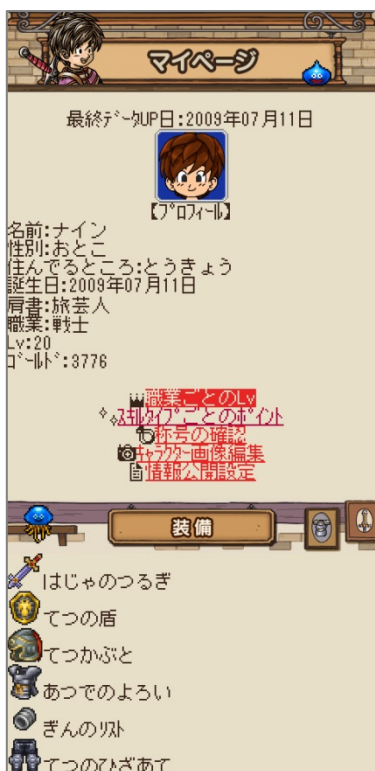 マイページ
最終ﾃﾞｰﾀUP日:2009年07月11日
【ﾌﾟﾛﾌｨｰﾙ】
名前:ナイン
性別:おとこ
住んでるところ:とうきょう
誕生日:2009年07月11日
肩書:旅芸人
職業:戦士
Lv:20
ｺﾞｰﾙﾄﾞ:3776
職業ごとのLv
ｽｷﾙﾀｲﾌﾟごとのﾎﾟｲﾝﾄ
称号の確認
ｷｬﾗｸﾀｰ画像編集
情報公開設定
装備
はじゃのつるぎ
てつの盾
てつかぶと
あつでのよろい
ぎんのﾘｽﾄ
てつのひざあて